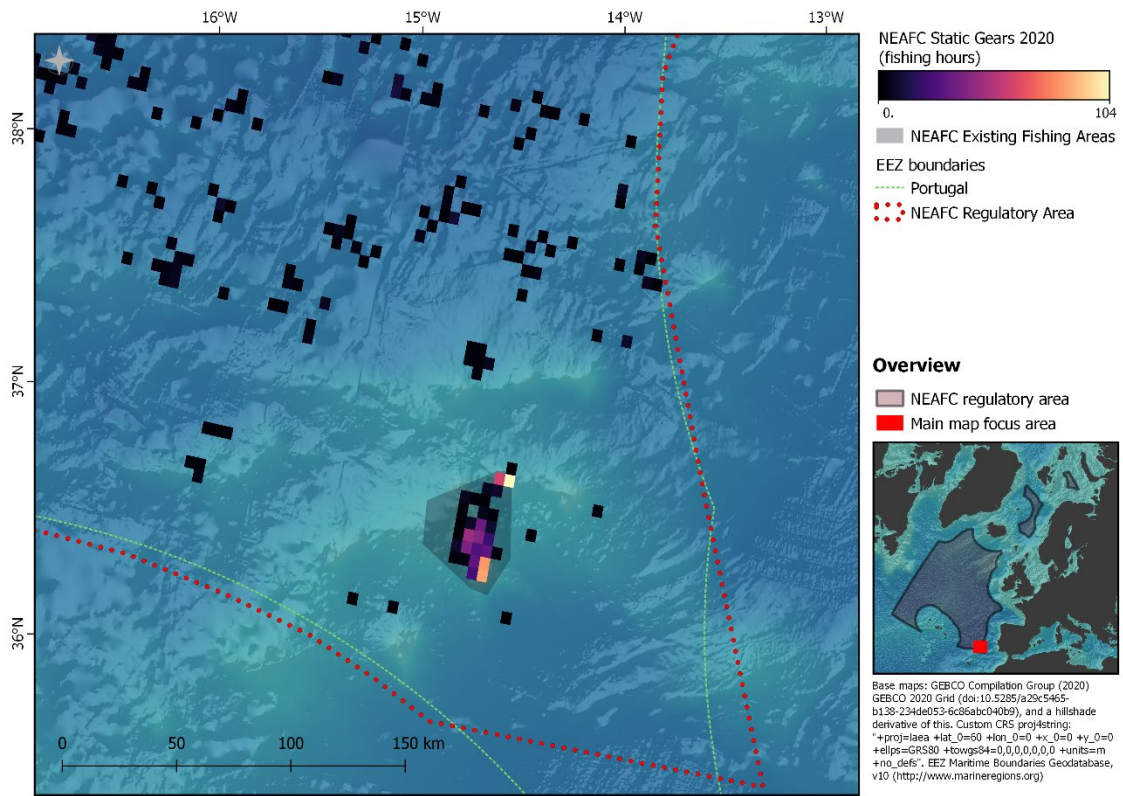 16°W 15°W 14°W 13°W
38°N
37°N
36°N
0 50 100 150 km
NEAFC Static Gears 2020
(fishing hours)
0. 104
NEAFC Existing Fishing Areas
EEZ boundaries
Portugal
NEAFC Regulatory Area
Overview
NEAFC regulatory area
Main map focus area
Base maps: GEBCO Compilation Group (2020)
GEBCO 2020 Grid (doi:10.5285/a29c5465-
b138-234de053-6c86abc040b9), and a hillshade
derivative of this. Custom CRS proj4string:
"+proj=laea +lat_0=60 +lon_0=0 +x_0=0 +y_0=0
+ellps=GRS80 +towgs84=0,0,0,0,0,0,0 +units=m
+no_defs". EEZ Maritime Boundaries Geodatabase,
v10 (http://www.marineregions.org)